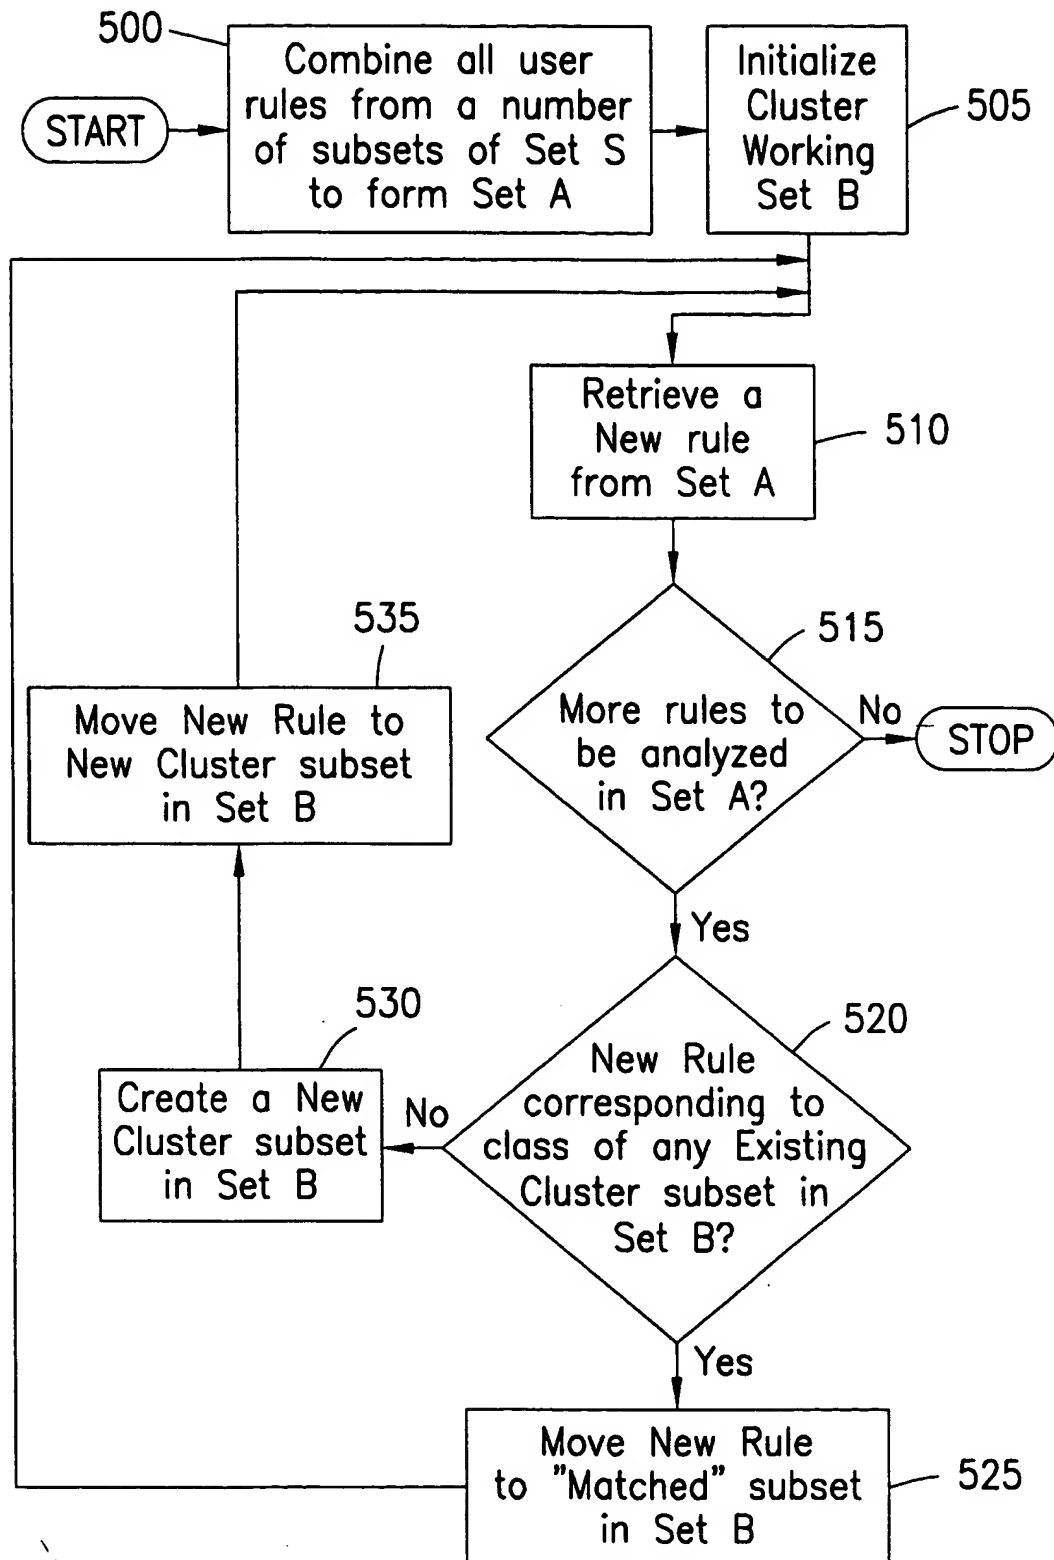 500
START
Combine all user
rules from a number
of subsets of Set S
to form Set A
Initialize
Cluster
Working
Set B
505
Retrieve a
New rule
from Set A
510
515
More rules to
be analyzed
in Set A?
No
STOP
Yes
535
Move New Rule to
New Cluster subset
in Set B
530
Create a New
Cluster subset
in Set B
No
520
New Rule
corresponding to
class of any Existing
Cluster subset in
Set B?
Yes
Move New Rule
to "Matched" subset
in Set B
525